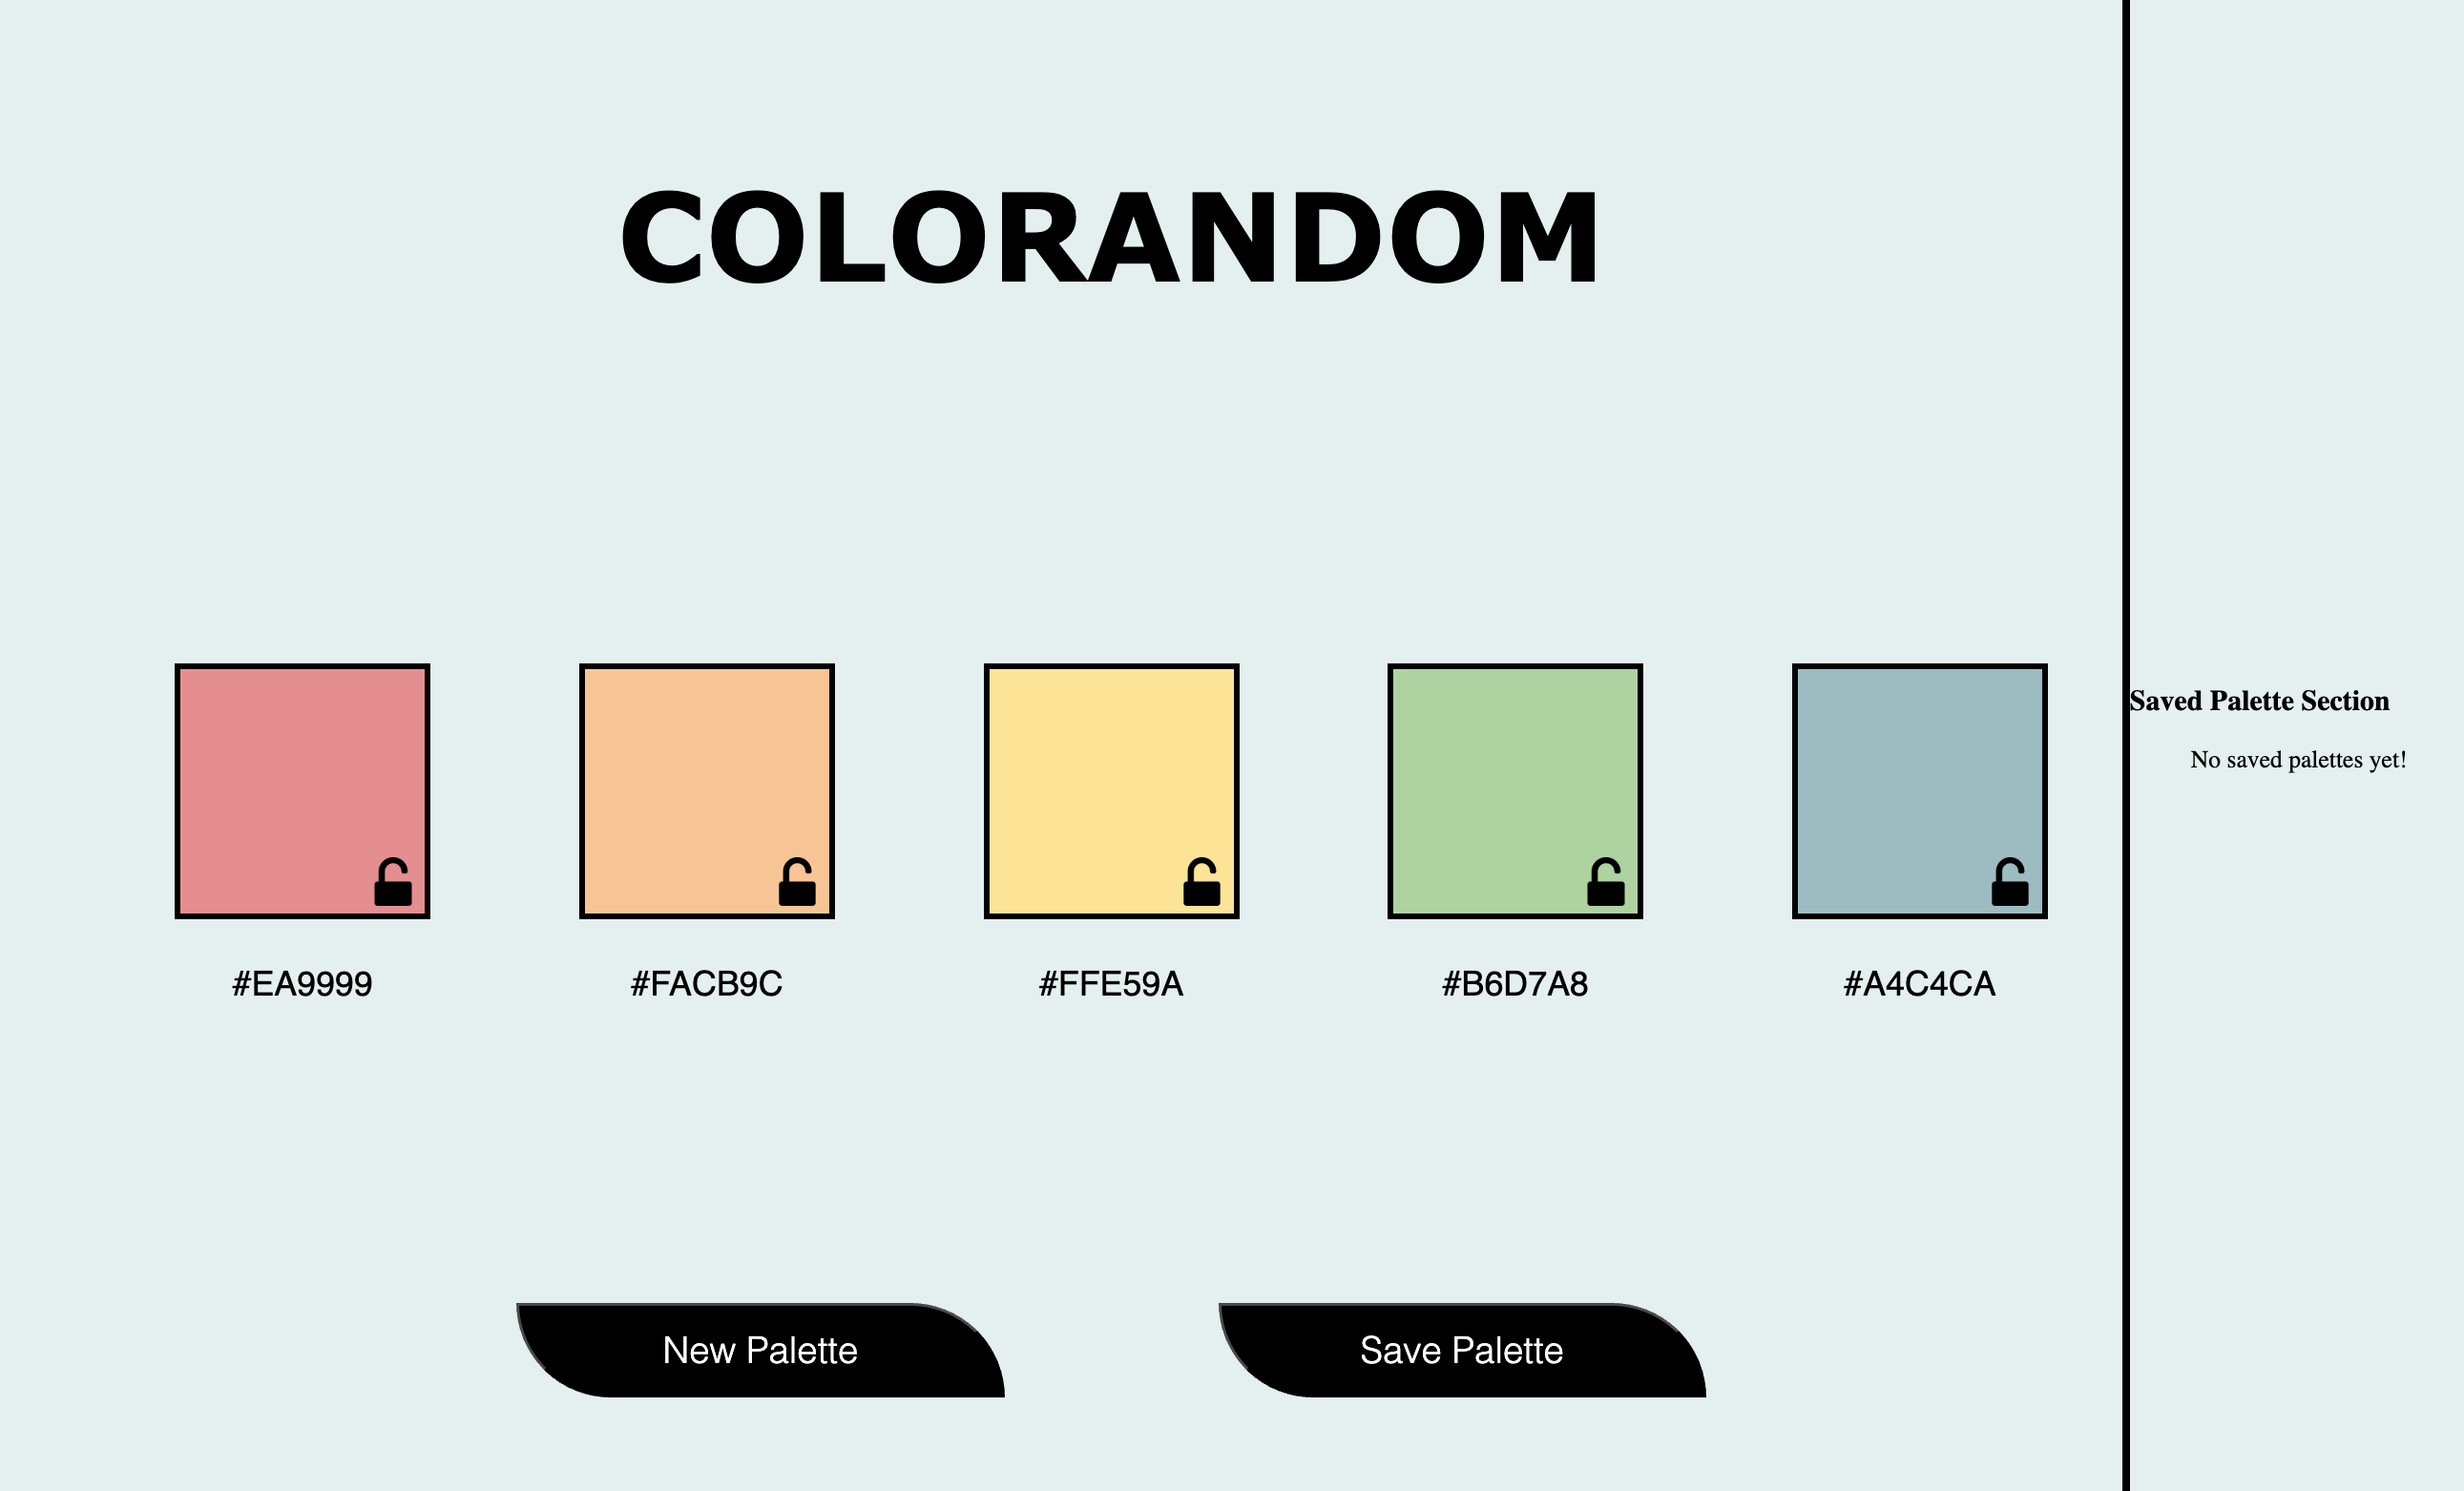 COLORANDOM
#EA9999
#FACB9C
#FFE59A
#B6D7A8
#A4C4CA
New Palette
Save Palette
Saved Palette Section
No saved palettes yet!